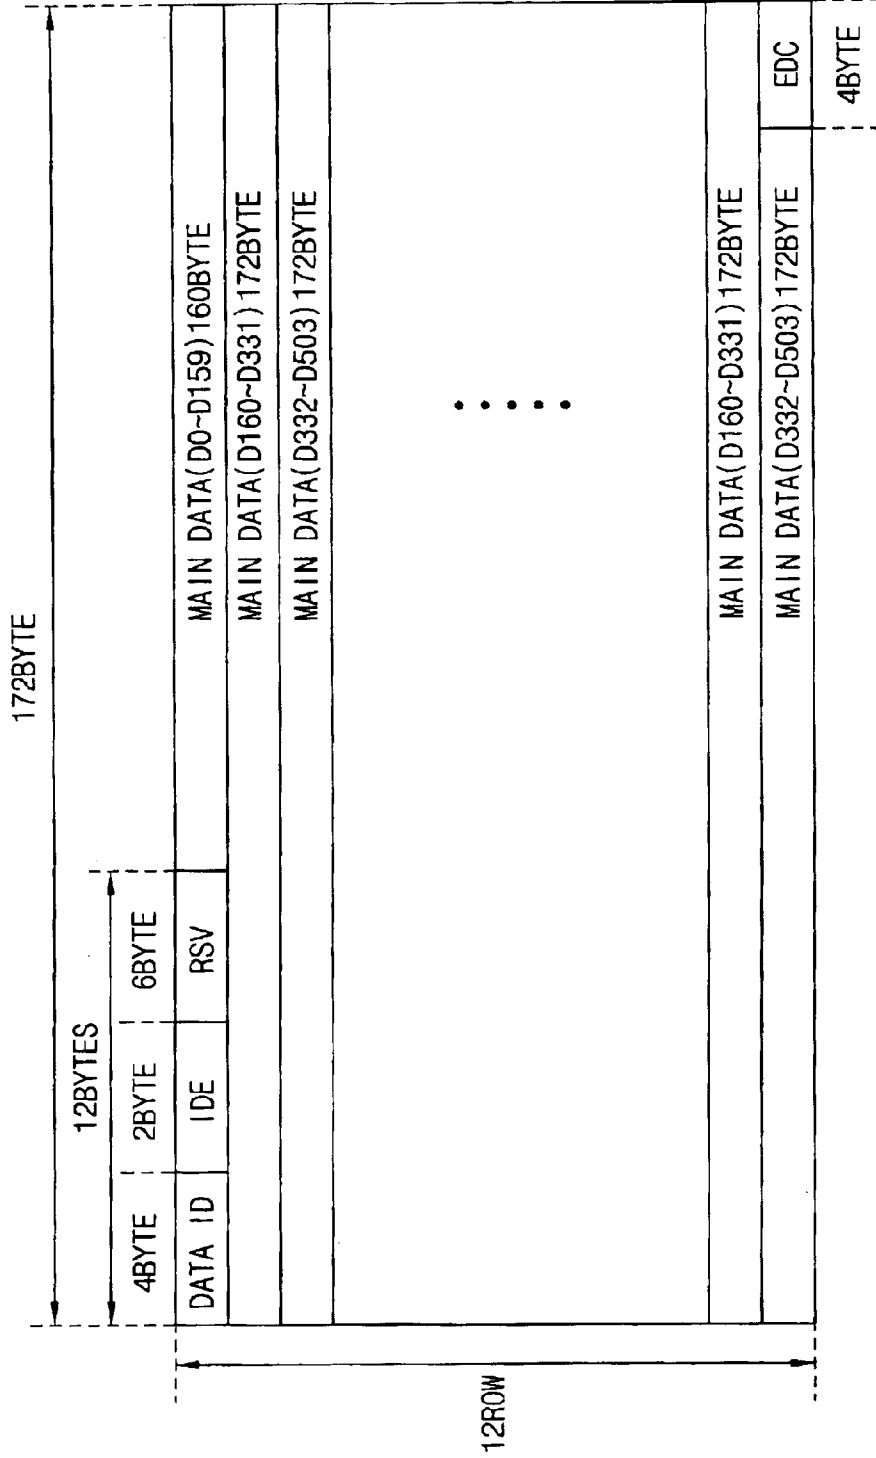 172BYTE
12BYTES
4BYTE 2BYTE 6BYTE
DATA ID IDE RSV MAIN DATA(D0~D159)160BYTE
MAIN DATA(D160~D331)172BYTE
MAIN DATA(D332~D503)172BYTE
12ROW
MAIN DATA(D160~D331)172BYTE
MAIN DATA(D332~D503)172BYTE EDC
4BYTE